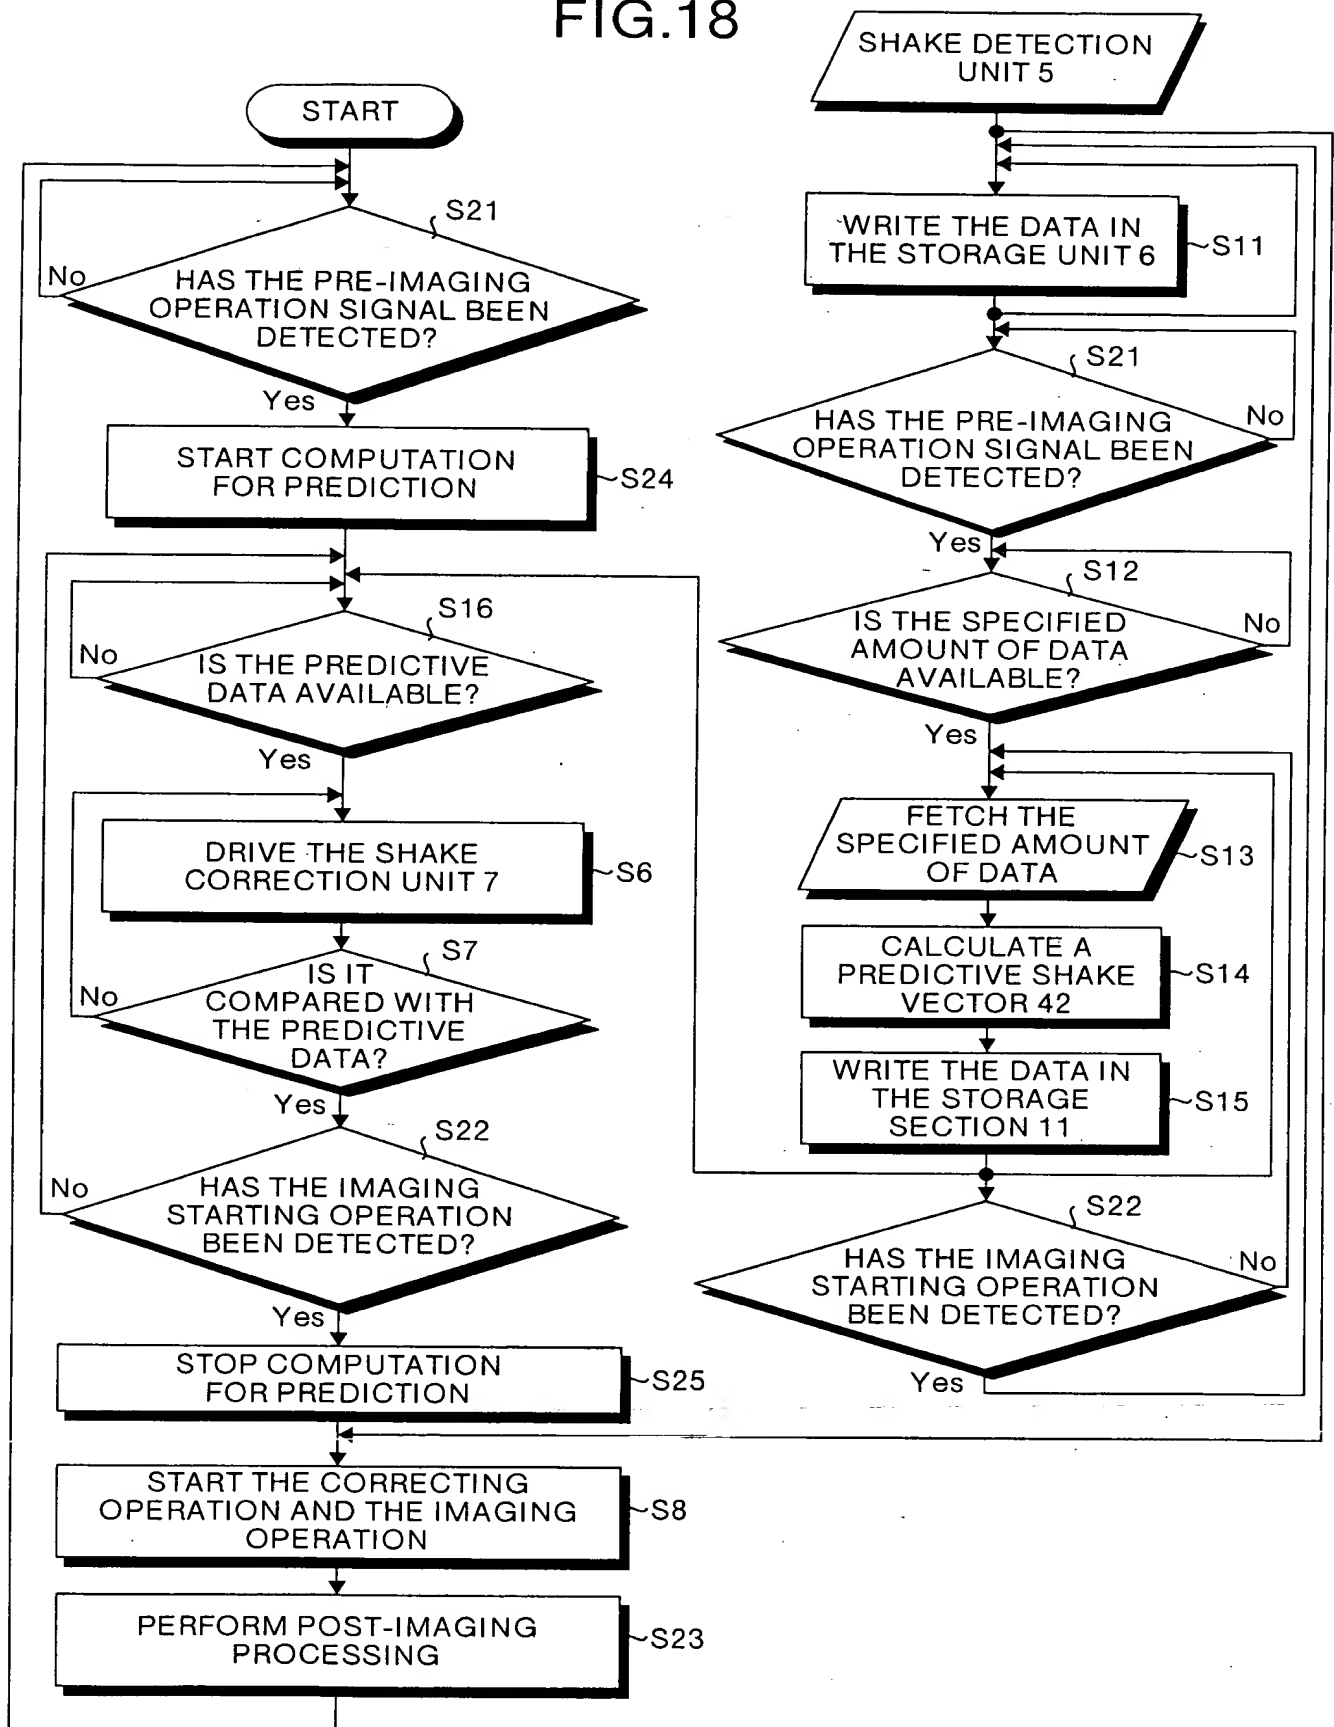 FIG.18
START
S21
HAS THE PRE-IMAGING
OPERATION SIGNAL BEEN
DETECTED?
No
Yes
START COMPUTATION
FOR PREDICTION
S24
S16
IS THE PREDICTIVE
DATA AVAILABLE?
No
Yes
DRIVE THE SHAKE
CORRECTION UNIT 7
S6
S7
IS IT
COMPARED WITH
THE PREDICTIVE
DATA?
No
Yes
S22
HAS THE IMAGING
STARTING OPERATION
BEEN DETECTED?
No
Yes
STOP COMPUTATION
FOR PREDICTION
S25
START THE CORRECTING
OPERATION AND THE IMAGING
OPERATION
S8
PERFORM POST-IMAGING
PROCESSING
S23
SHAKE DETECTION
UNIT 5
WRITE THE DATA IN
THE STORAGE UNIT 6
S11
S21
HAS THE PRE-IMAGING
OPERATION SIGNAL BEEN
DETECTED?
No
Yes
S12
IS THE SPECIFIED
AMOUNT OF DATA
AVAILABLE?
No
Yes
FETCH THE
SPECIFIED AMOUNT
OF DATA
S13
CALCULATE A
PREDICTIVE SHAKE
VECTOR 42
S14
WRITE THE DATA IN
THE STORAGE
SECTION 11
S15
S22
HAS THE IMAGING
STARTING OPERATION
BEEN DETECTED?
No
Yes